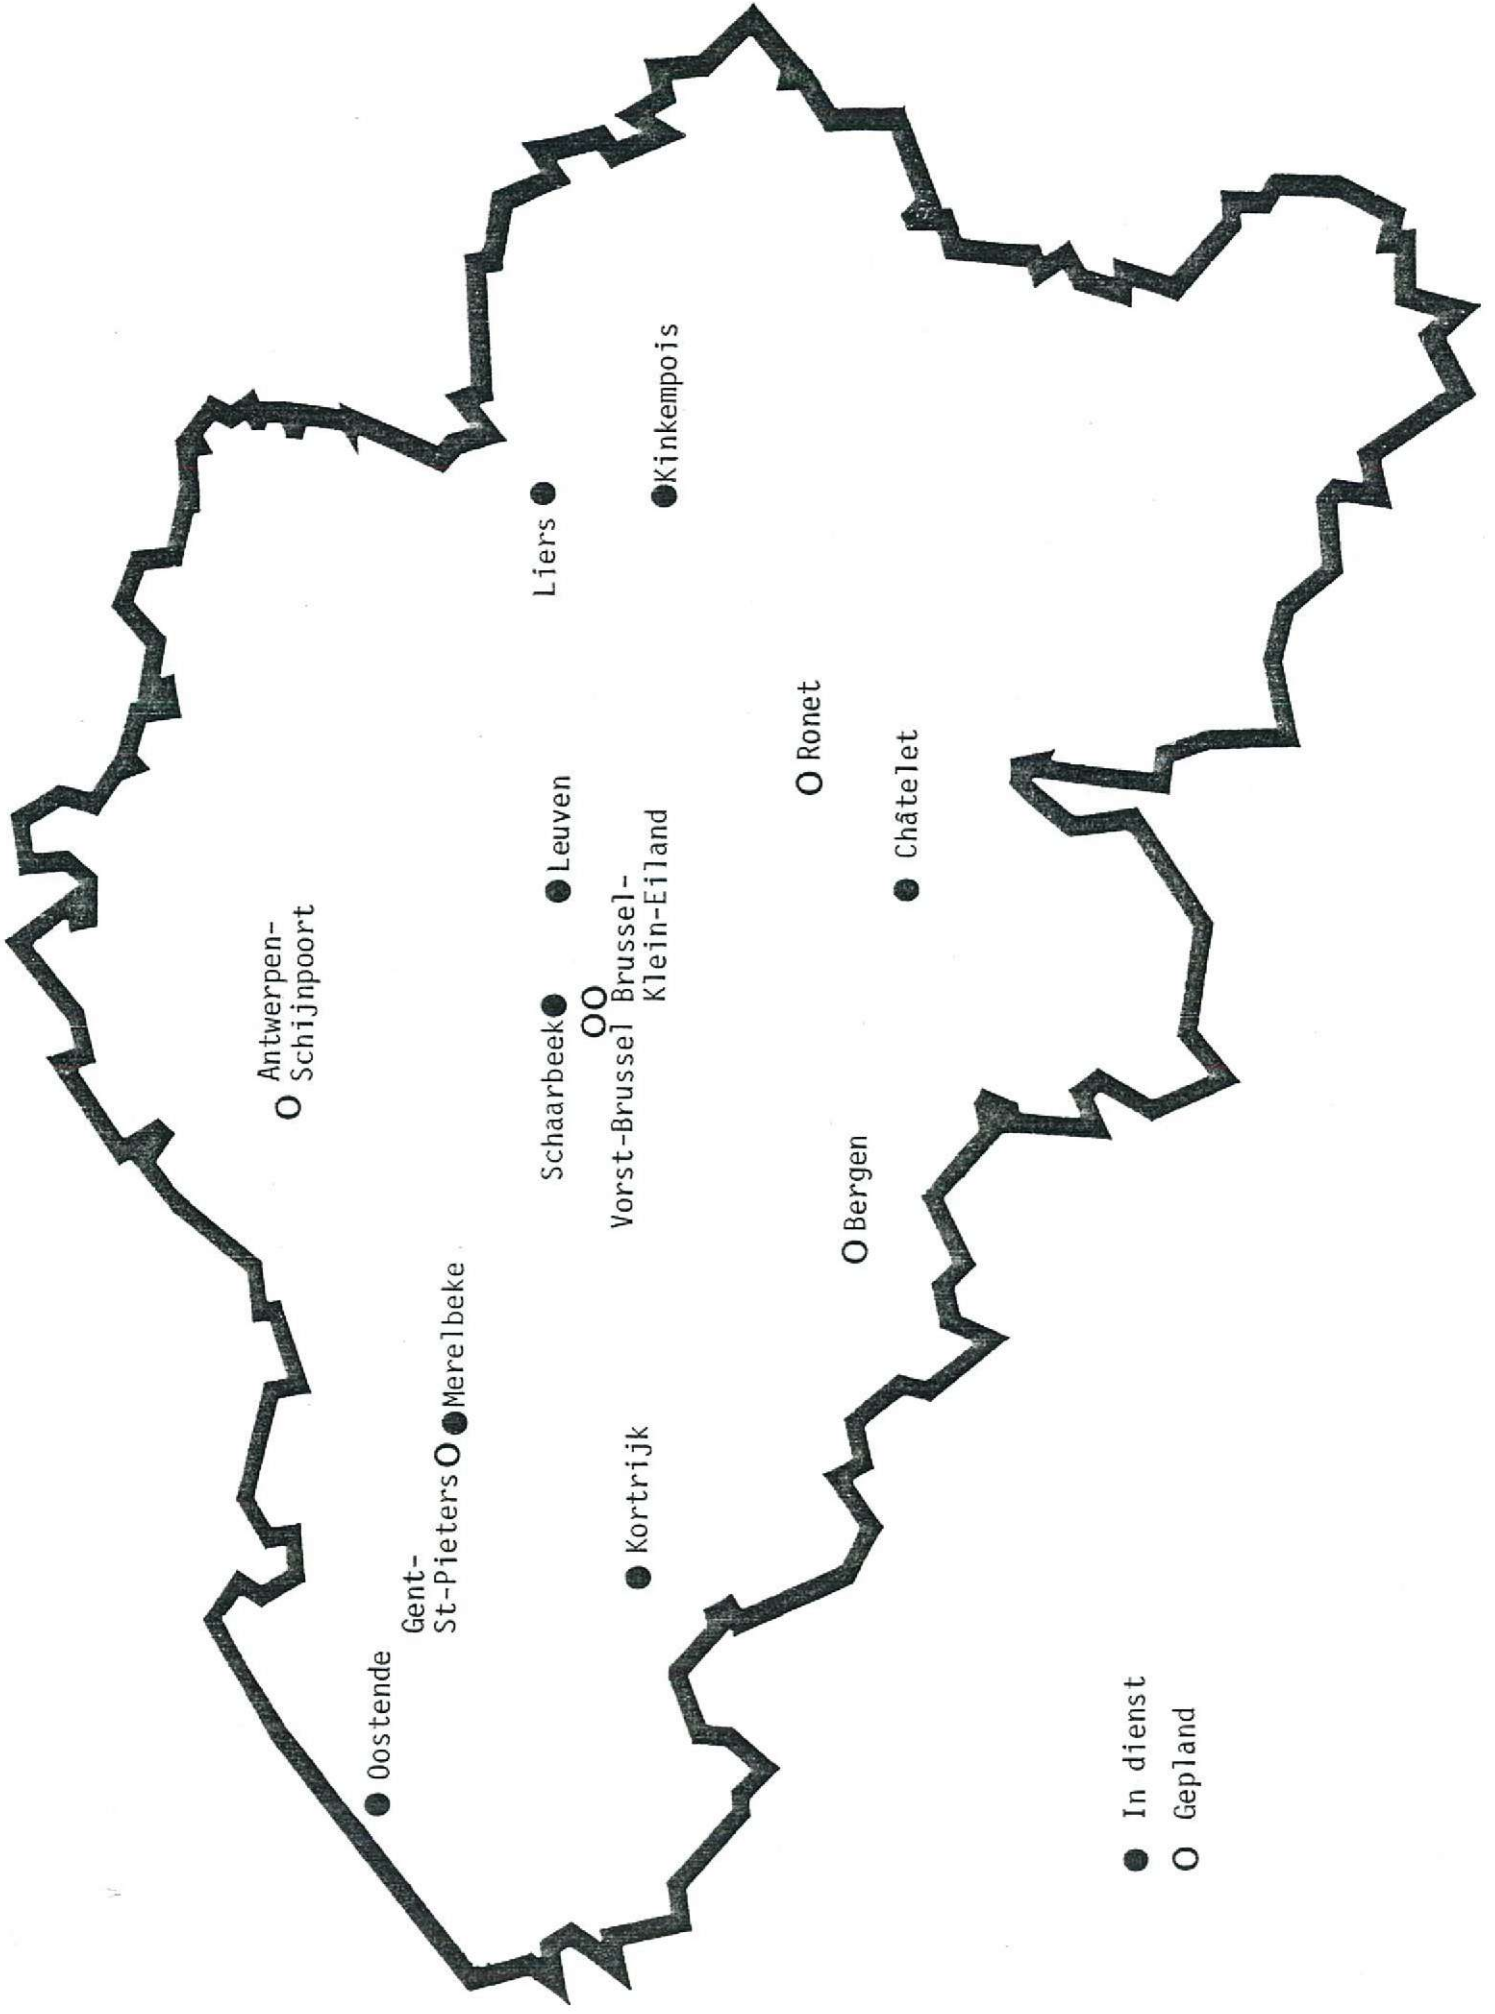 Antwerpen-
Schijnpoort
Oostende
Gent-
St-Pieters
Merelbeke
Schaarbeek
Leuven
Liers
Vorst-Brussel
Brussel-
Klein-Eiland
Kortrijk
Kinkempois
Ronet
Bergen
Châtelet
In dienst
Gepland